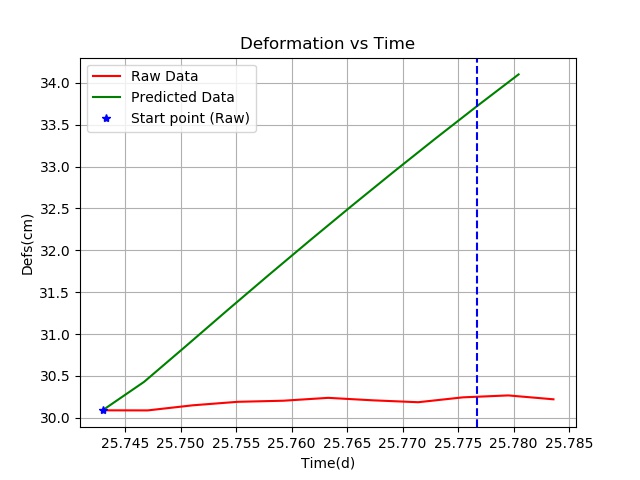 Deformation vs Time
Raw Data
Predicted Data
Start point (Raw)
34.0
33.5
33.0
32.5
32.0
31.5
31.0
30.5
30.0
Defs(cm)
25.745 25.750 25.755 25.760 25.765 25.770 25.775 25.780 25.785
Time(d)